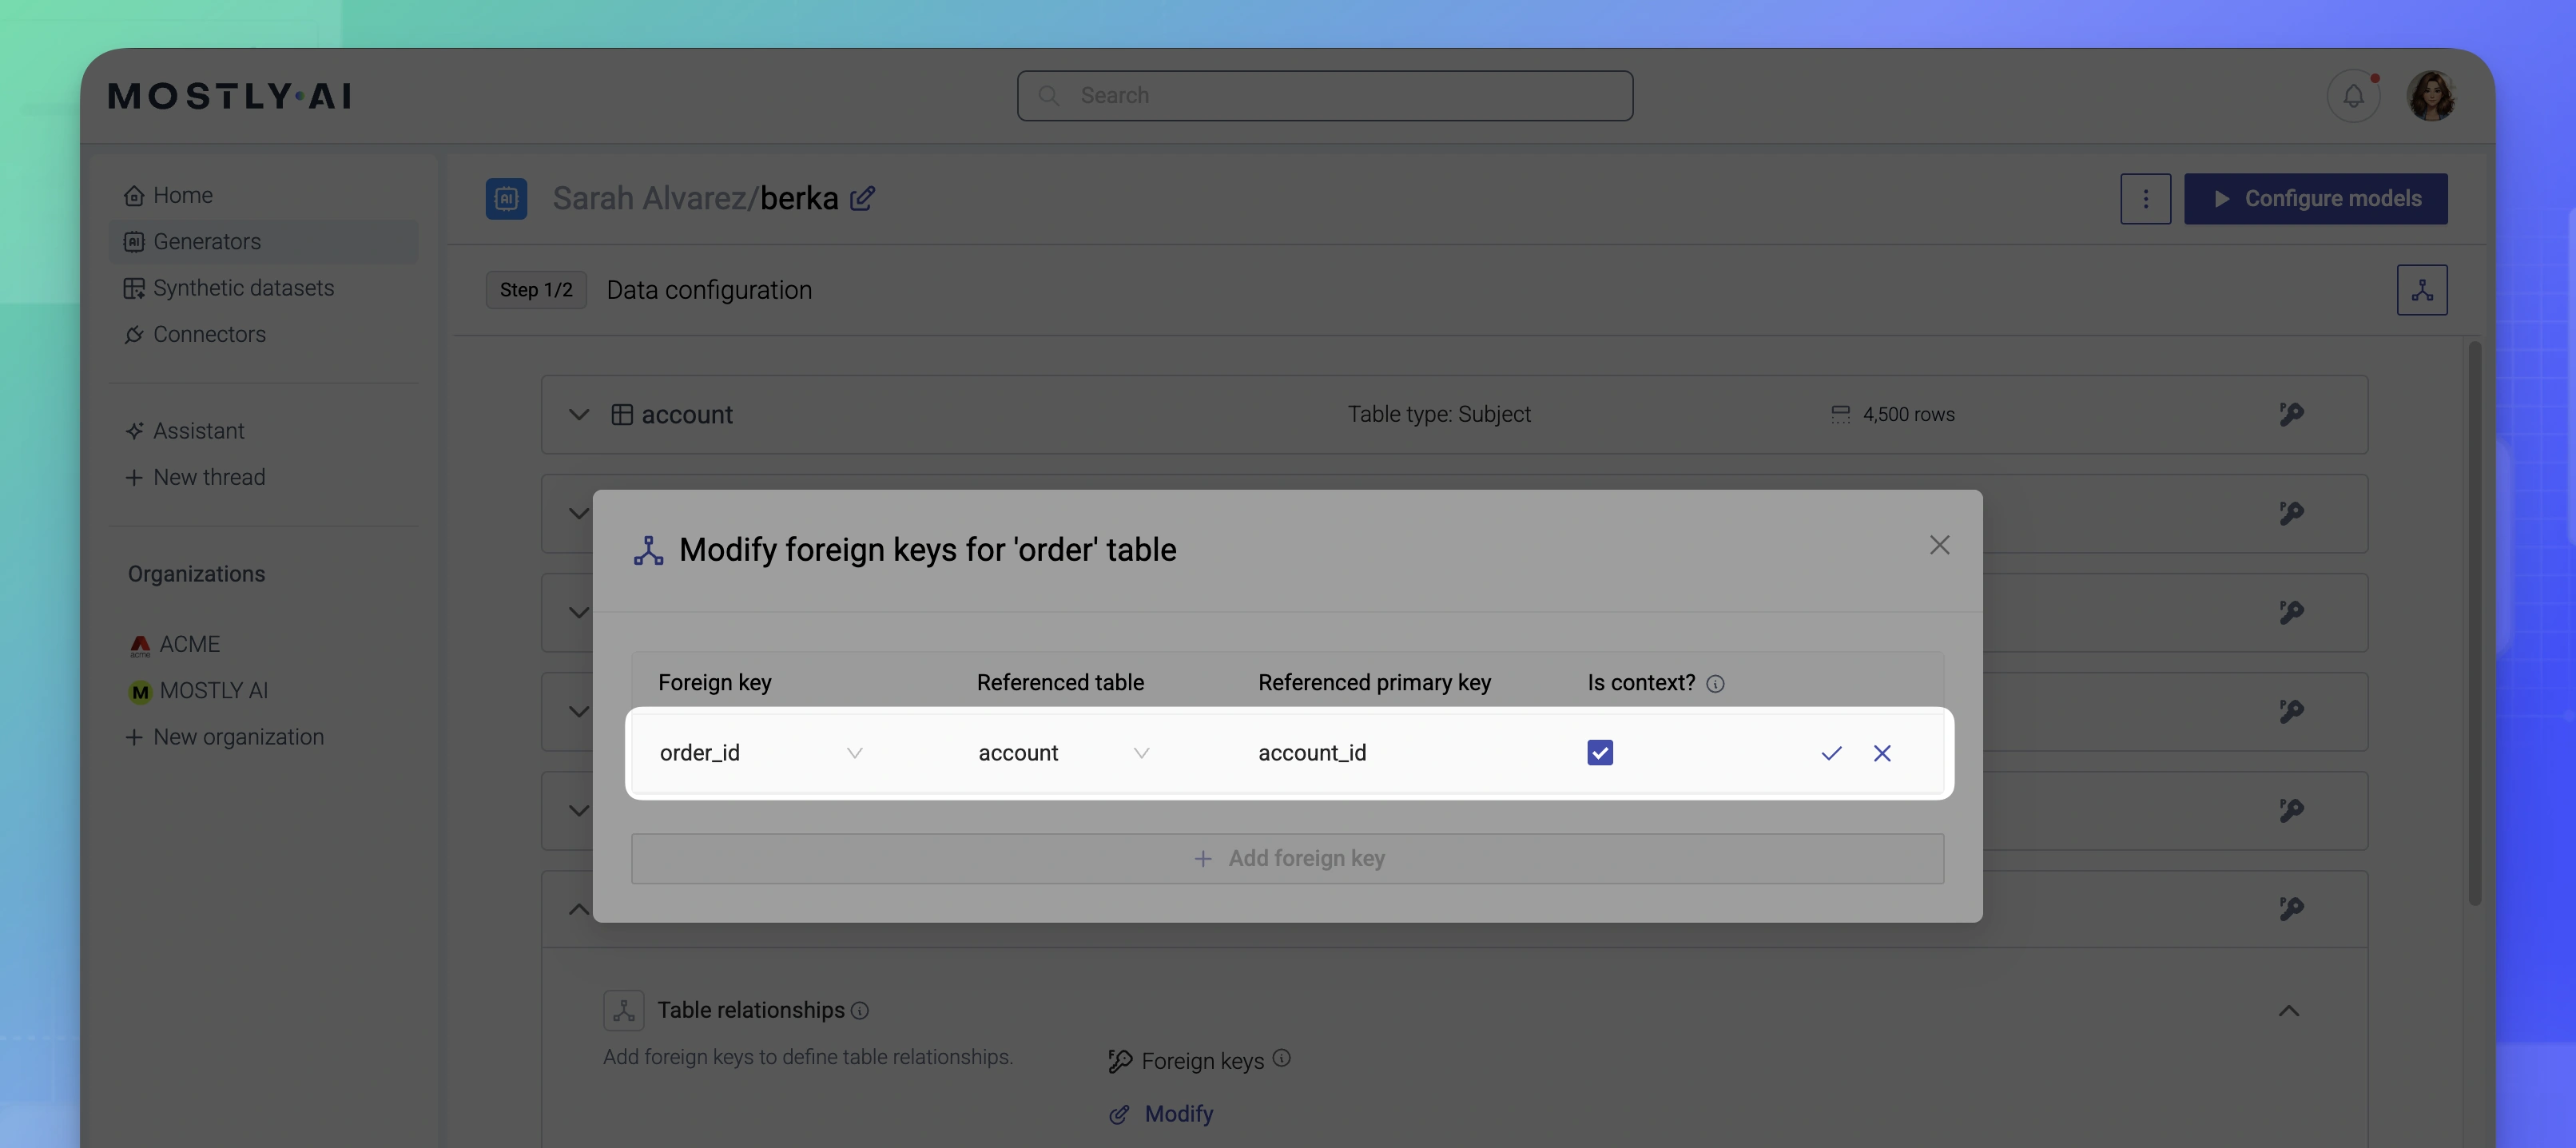 MOSTLY·AI
Search
Home
Generators
Synthetic datasets
Connectors
Assistant
New thread
Organizations
acme ACME
M MOSTLY AI
New organization
AI Sarah Alvarez/berka
Configure models
Step 1/2 Data configuration
account Table type: Subject 4,500 rows
Modify foreign keys for 'order' table
Foreign key Referenced table Referenced primary key Is context?
order_id account account_id
Add foreign key
Table relationships
Add foreign keys to define table relationships.
Foreign keys
Modify